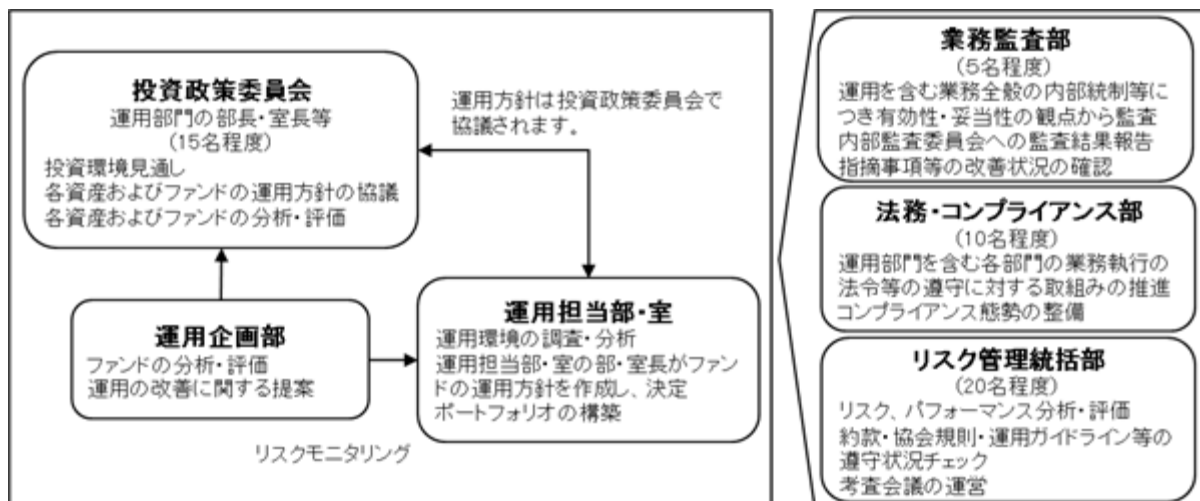 投資政策委員会
運用部門の部長・室長等
(15名程度)
投資環境見通し
各資産およびファンドの運用方針の協議
各資産およびファンドの分析・評価
運用方針は投資政策委員会で
協議されます。
運用企画部
ファンドの分析・評価
運用の改善に関する提案
運用担当部・室
運用環境の調査・分析
運用担当部・室の部・室長がファン
ドの運用方針を作成し、決定
ポートフォリオの構築
リスクモニタリング
業務監査部
(5名程度)
運用を含む業務全般の内部統制等に
つき有効性・妥当性の観点から監査
内部監査委員会への監査結果報告
指摘事項等の改善状況の確認
法務・コンプライアンス部
(10名程度)
運用部門を含む各部門の業務執行の
法令等の遵守に対する取組みの推進
コンプライアンス態勢の整備
リスク管理統括部
(20名程度)
リスク、パフォーマンス分析・評価
約款・協会規則・運用ガイドライン等の
遵守状況チェック
考査会議の運営